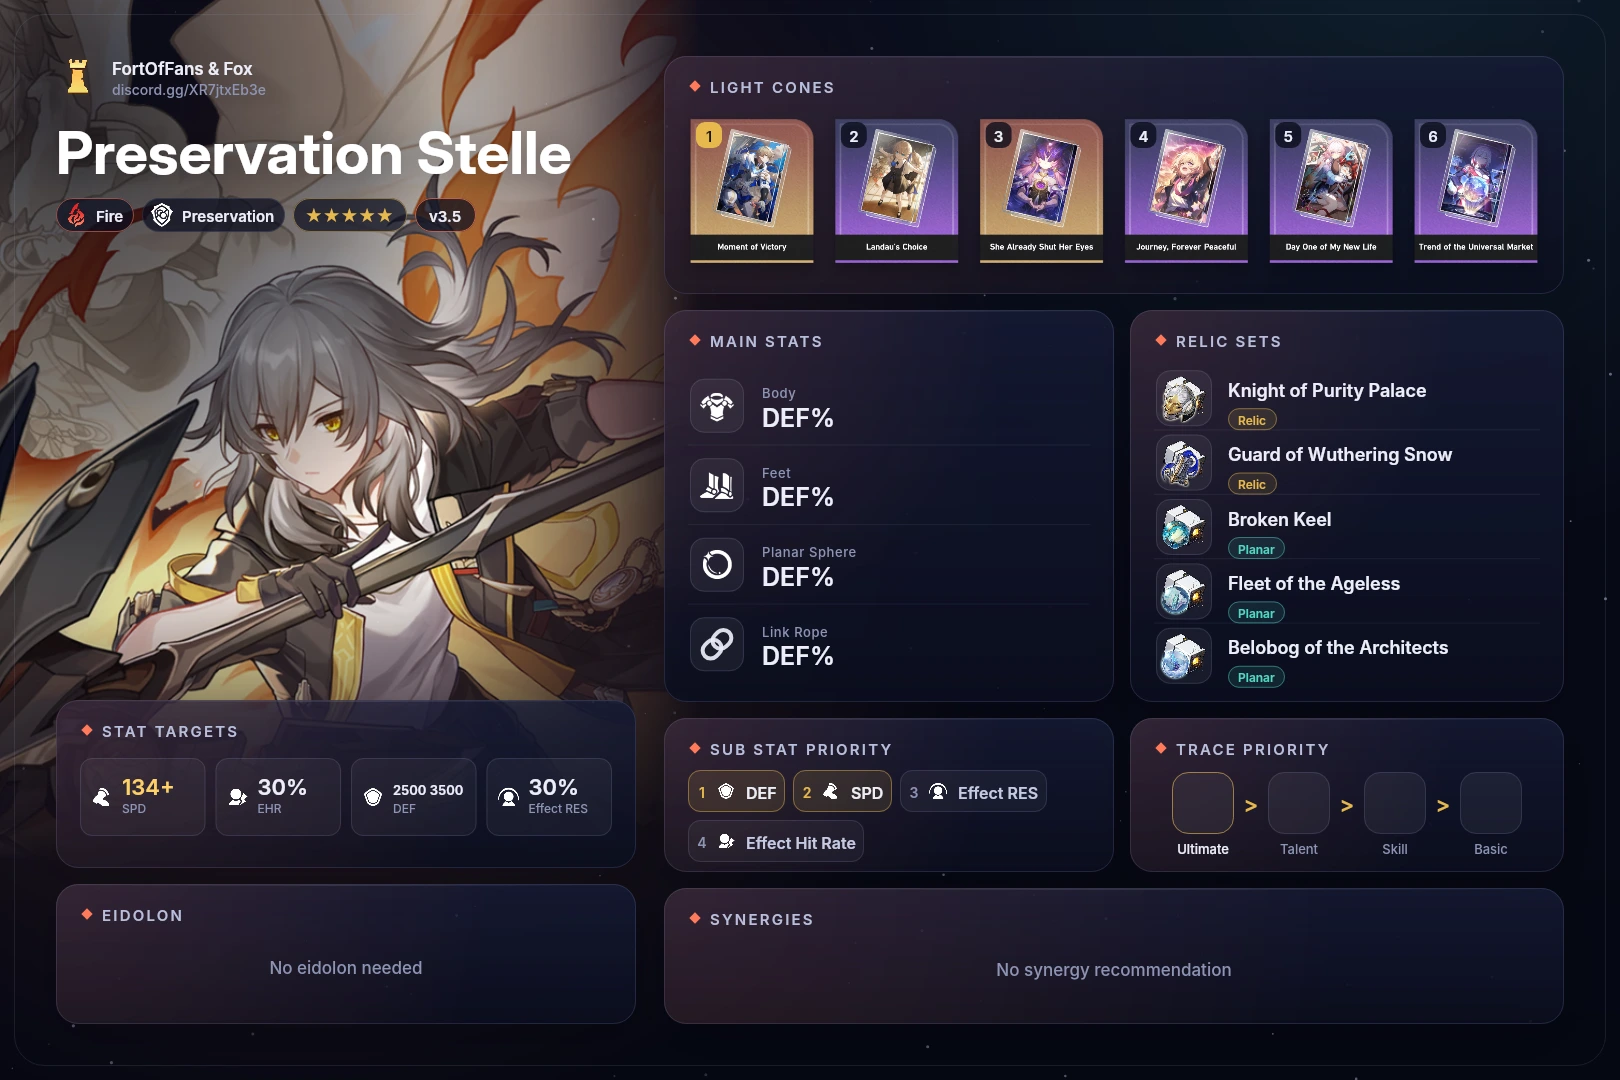 FortOfFans & Fox
discord.gg/XR7jtxEb3e
Preservation Stelle
Fire
Preservation
★★★★★
v3.5
LIGHT CONES
1
2
3
4
5
6
Moment of Victory
Landau's Choice
She Already Shut Her Eyes
Journey, Forever Peaceful
Day One of My New Life
Trend of the Universal Market
MAIN STATS
Body
DEF%
Feet
DEF%
Planar Sphere
DEF%
Link Rope
DEF%
RELIC SETS
Knight of Purity Palace
Relic
Guard of Wuthering Snow
Relic
Broken Keel
Planar
Fleet of the Ageless
Planar
Belobog of the Architects
Planar
STAT TARGETS
134+
SPD
30%
EHR
2500 3500
DEF
30%
Effect RES
SUB STAT PRIORITY
1 DEF
2 SPD
3 Effect RES
4 Effect Hit Rate
TRACE PRIORITY
> > >
Ultimate
Talent
Skill
Basic
EIDOLON
No eidolon needed
SYNERGIES
No synergy recommendation